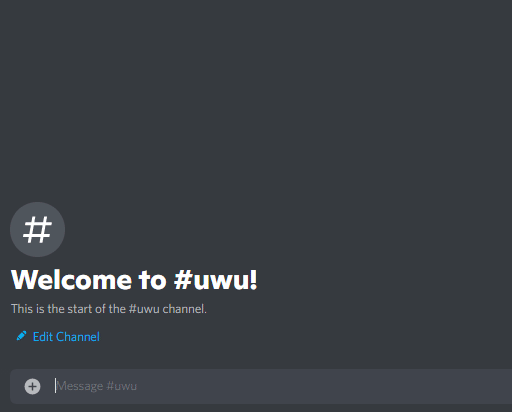 #
Welcome to #uwu!
This is the start of the #uwu channel.
Edit Channel
Message #uwu